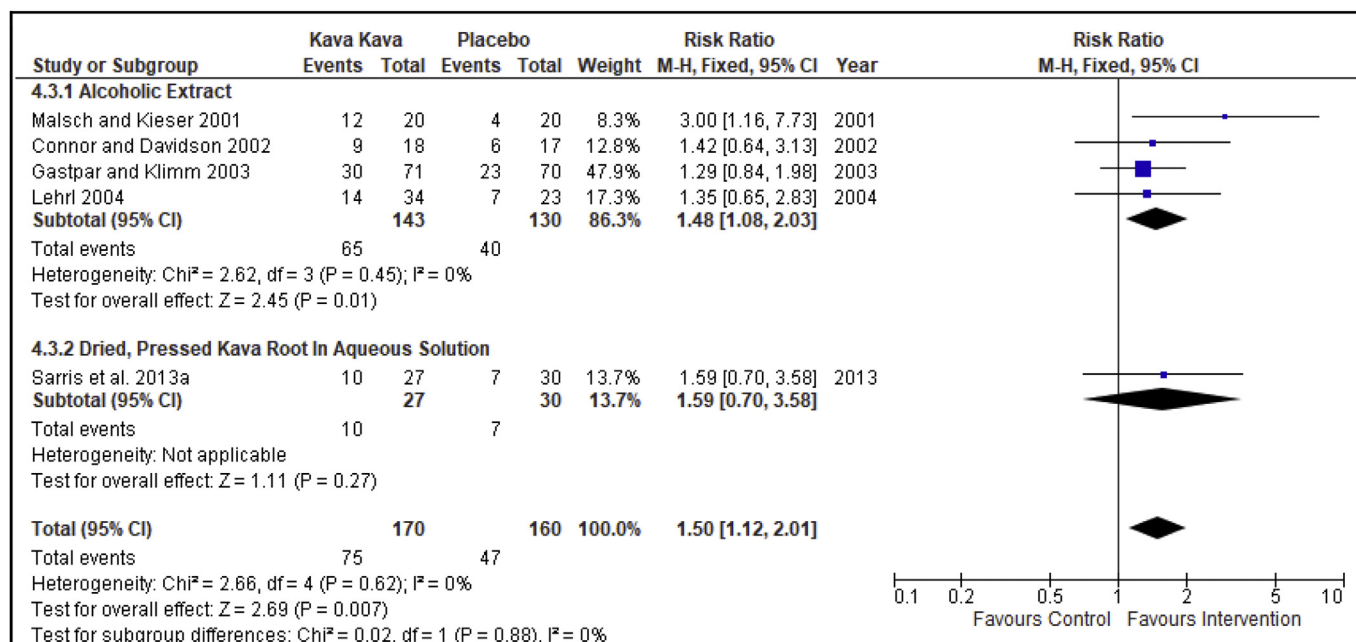 Kava Kava Placebo Risk Ratio Risk Ratio
Study or Subgroup Events Total Events Total Weight M-H, Fixed, 95% CI Year M-H, Fixed, 95% CI
4.3.1 Alcoholic Extract
Malsch and Kieser 2001 12 20 4 20 8.3% 3.00 [1.16, 7.73] 2001
Connor and Davidson 2002 9 18 6 17 12.8% 1.42 [0.64, 3.13] 2002
Gastpar and Klimm 2003 30 71 23 70 47.9% 1.29 [0.84, 1.98] 2003
Lehrl 2004 14 34 7 23 17.3% 1.35 [0.65, 2.83] 2004
Subtotal (95% CI) 143 130 86.3% 1.48 [1.08, 2.03]
Total events 65 40
Heterogeneity: Chi² = 2.62, df = 3 (P = 0.45); I² = 0%
Test for overall effect: Z = 2.45 (P = 0.01)
4.3.2 Dried, Pressed Kava Root In Aqueous Solution
Sarris et al. 2013a 10 27 7 30 13.7% 1.59 [0.70, 3.58] 2013
Subtotal (95% CI) 27 30 13.7% 1.59 [0.70, 3.58]
Total events 10 7
Heterogeneity: Not applicable
Test for overall effect: Z = 1.11 (P = 0.27)
Total (95% CI) 170 160 100.0% 1.50 [1.12, 2.01]
Total events 75 47
Heterogeneity: Chi² = 2.66, df = 4 (P = 0.62); I² = 0%
Test for overall effect: Z = 2.69 (P = 0.007)
Test for subgroup differences: Chi² = 0.02, df = 1 (P = 0.88), I² = 0%
0.1 0.2 0.5 1 2 5 10
Favours Control Favours Intervention